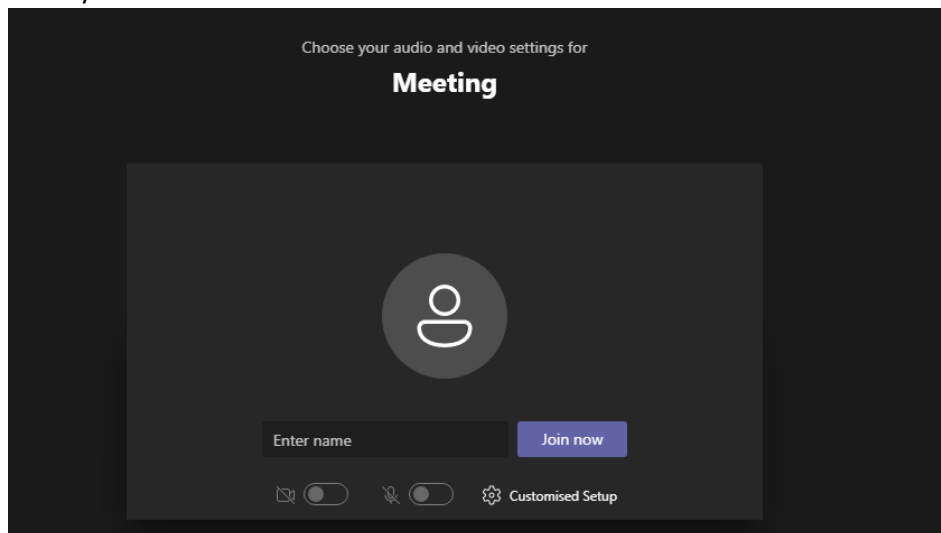 Choose your audio and video settings for
Meeting
Enter name
Join now
Customised Setup